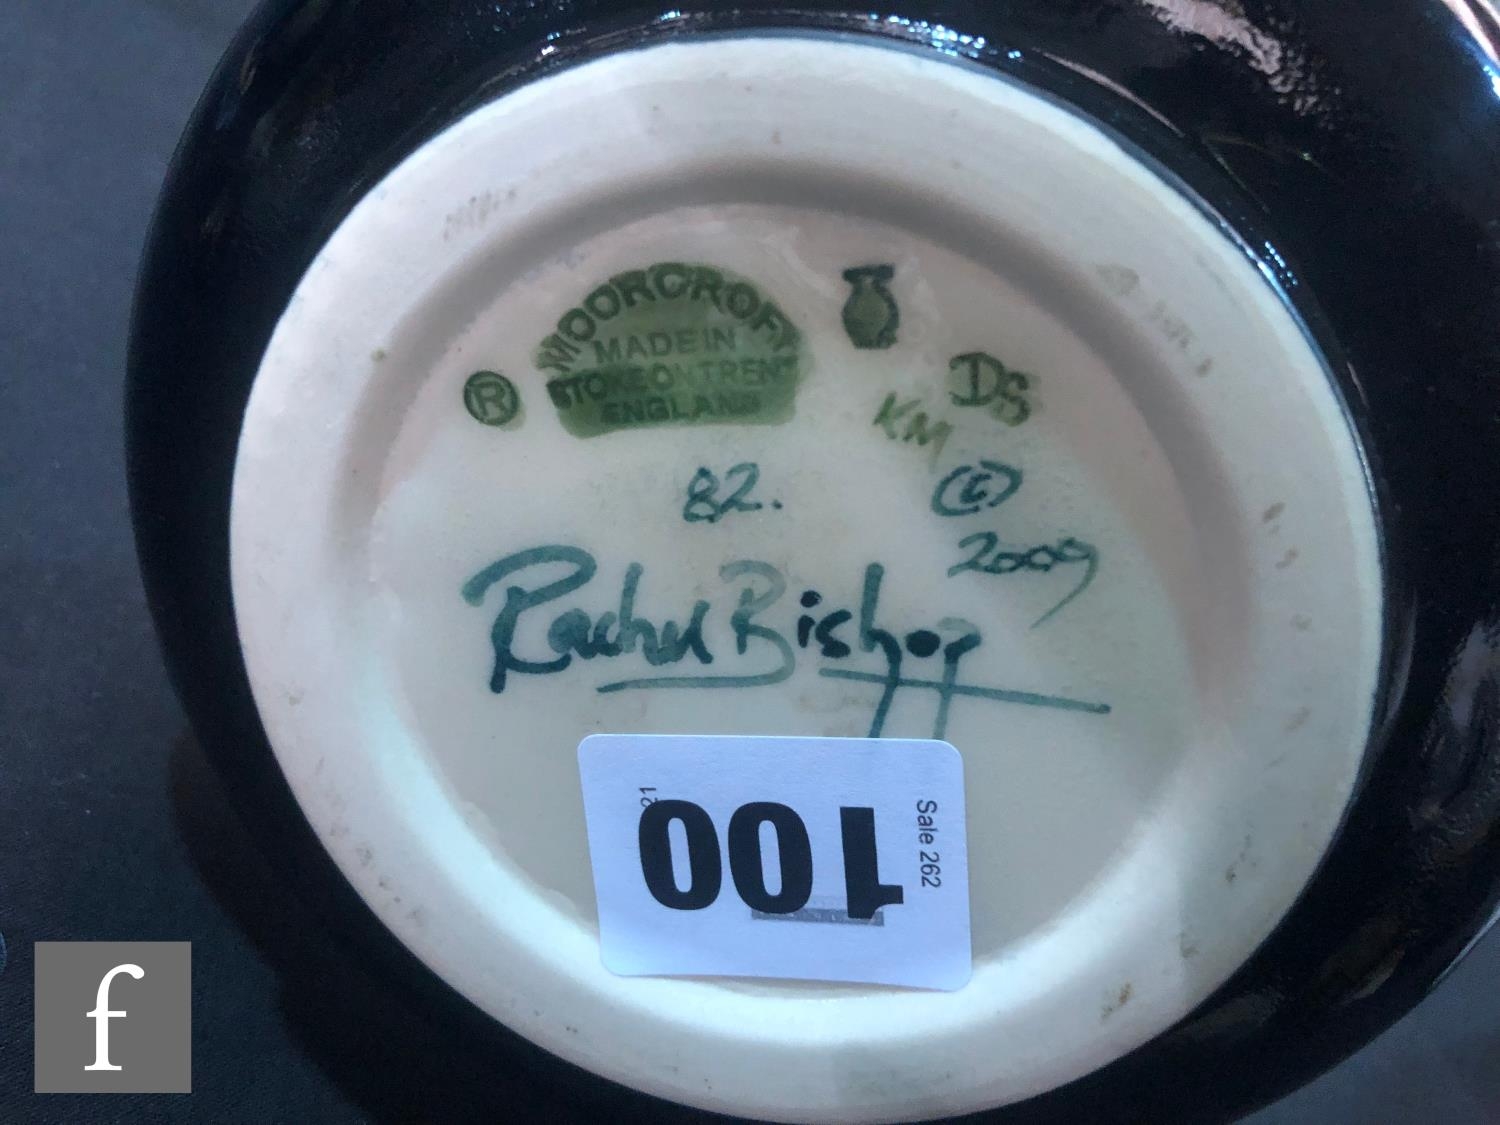 MOORCROFT
MADE IN
STOKE ON TRENT
ENGLAND
®
DS
KM
82.
©
2009
Rachel Bishop
Sale 262
100
f